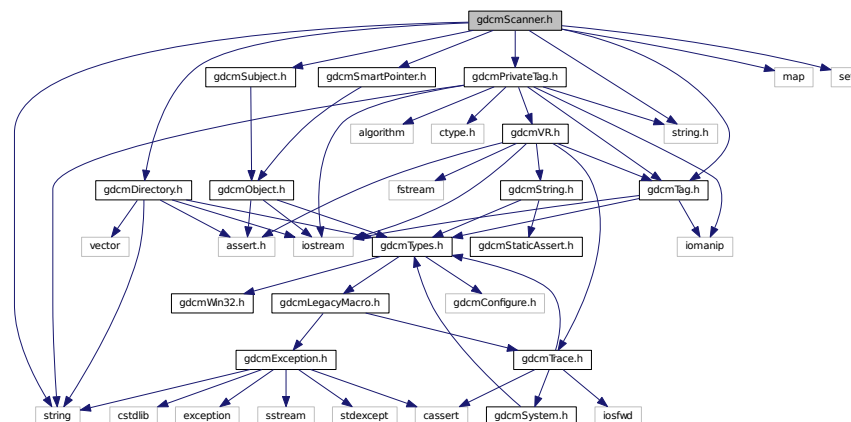 gdcmScanner.h
gdcmSubject.h
gdcmSmartPointer.h
gdcmPrivateTag.h
map
algorithm
ctype.h
gdcmVR.h
string.h
gdcmDirectory.h
gdcmObject.h
fstream
gdcmString.h
gdcmTag.h
vector
assert.h
iostream
gdcmTypes.h
gdcmStaticAssert.h
iomanip
gdcmWin32.h
gdcmLegacyMacro.h
gdcmConfigure.h
gdcmException.h
gdcmTrace.h
string
cstdlib
exception
sstream
stdexcept
cassert
gdcmSystem.h
iosfwd